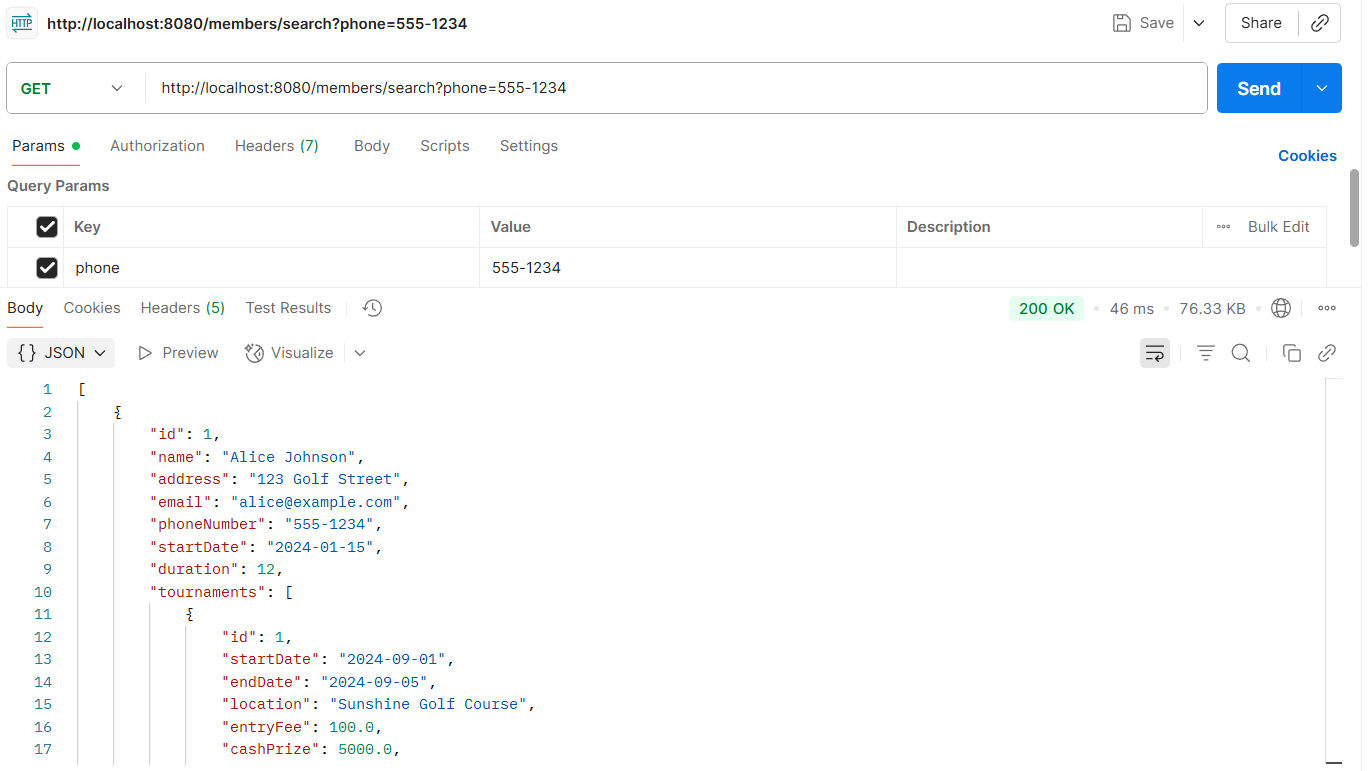 HTTP http://localhost:8080/members/search?phone=555-1234 Save Share
GET http://localhost:8080/members/search?phone=555-1234 Send
Params Authorization Headers (7) Body Scripts Settings Cookies
Query Params
Key Value Description Bulk Edit
phone 555-1234
Body Cookies Headers (5) Test Results 200 OK 46 ms 76.33 KB
{} JSON Preview Visualize
1 [
2 {
3 "id": 1,
4 "name": "Alice Johnson",
5 "address": "123 Golf Street",
6 "email": "alice@example.com",
7 "phoneNumber": "555-1234",
8 "startDate": "2024-01-15",
9 "duration": 12,
10 "tournaments": [
11 {
12 "id": 1,
13 "startDate": "2024-09-01",
14 "endDate": "2024-09-05",
15 "location": "Sunshine Golf Course",
16 "entryFee": 100.0,
17 "cashPrize": 5000.0,